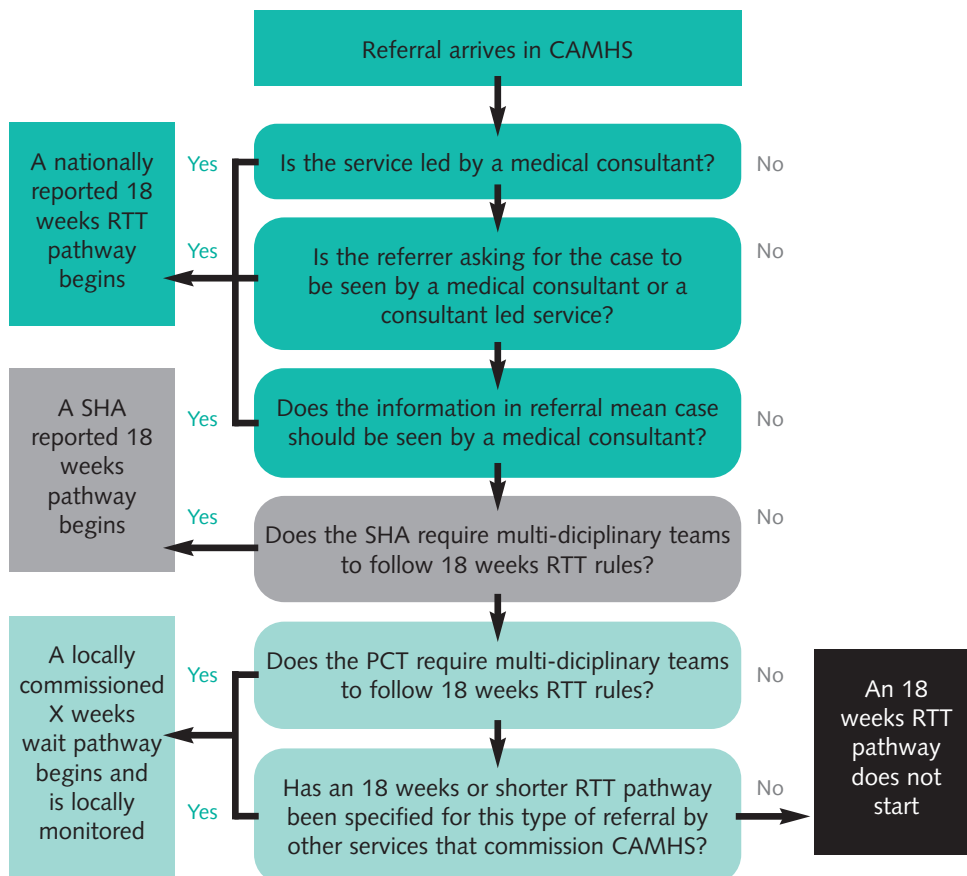 Referral arrives in CAMHS
A nationally
reported 18
weeks RTT
pathway
begins
Yes
Is the service led by a medical consultant?
No
Yes
Is the referrer asking for the case to
be seen by a medical consultant or a
consultant led service?
No
Yes
Does the information in referral mean case
should be seen by a medical consultant?
No
A SHA
reported 18
weeks
pathway
begins
Yes
Does the SHA require multi-diciplinary teams
to follow 18 weeks RTT rules?
No
A locally
commissioned
X weeks
wait pathway
begins and
is locally
monitored
Yes
Does the PCT require multi-diciplinary teams
to follow 18 weeks RTT rules?
No
Yes
Has an 18 weeks or shorter RTT pathway
been specified for this type of referral by
other services that commission CAMHS?
No
An 18
weeks RTT
pathway
does not
start